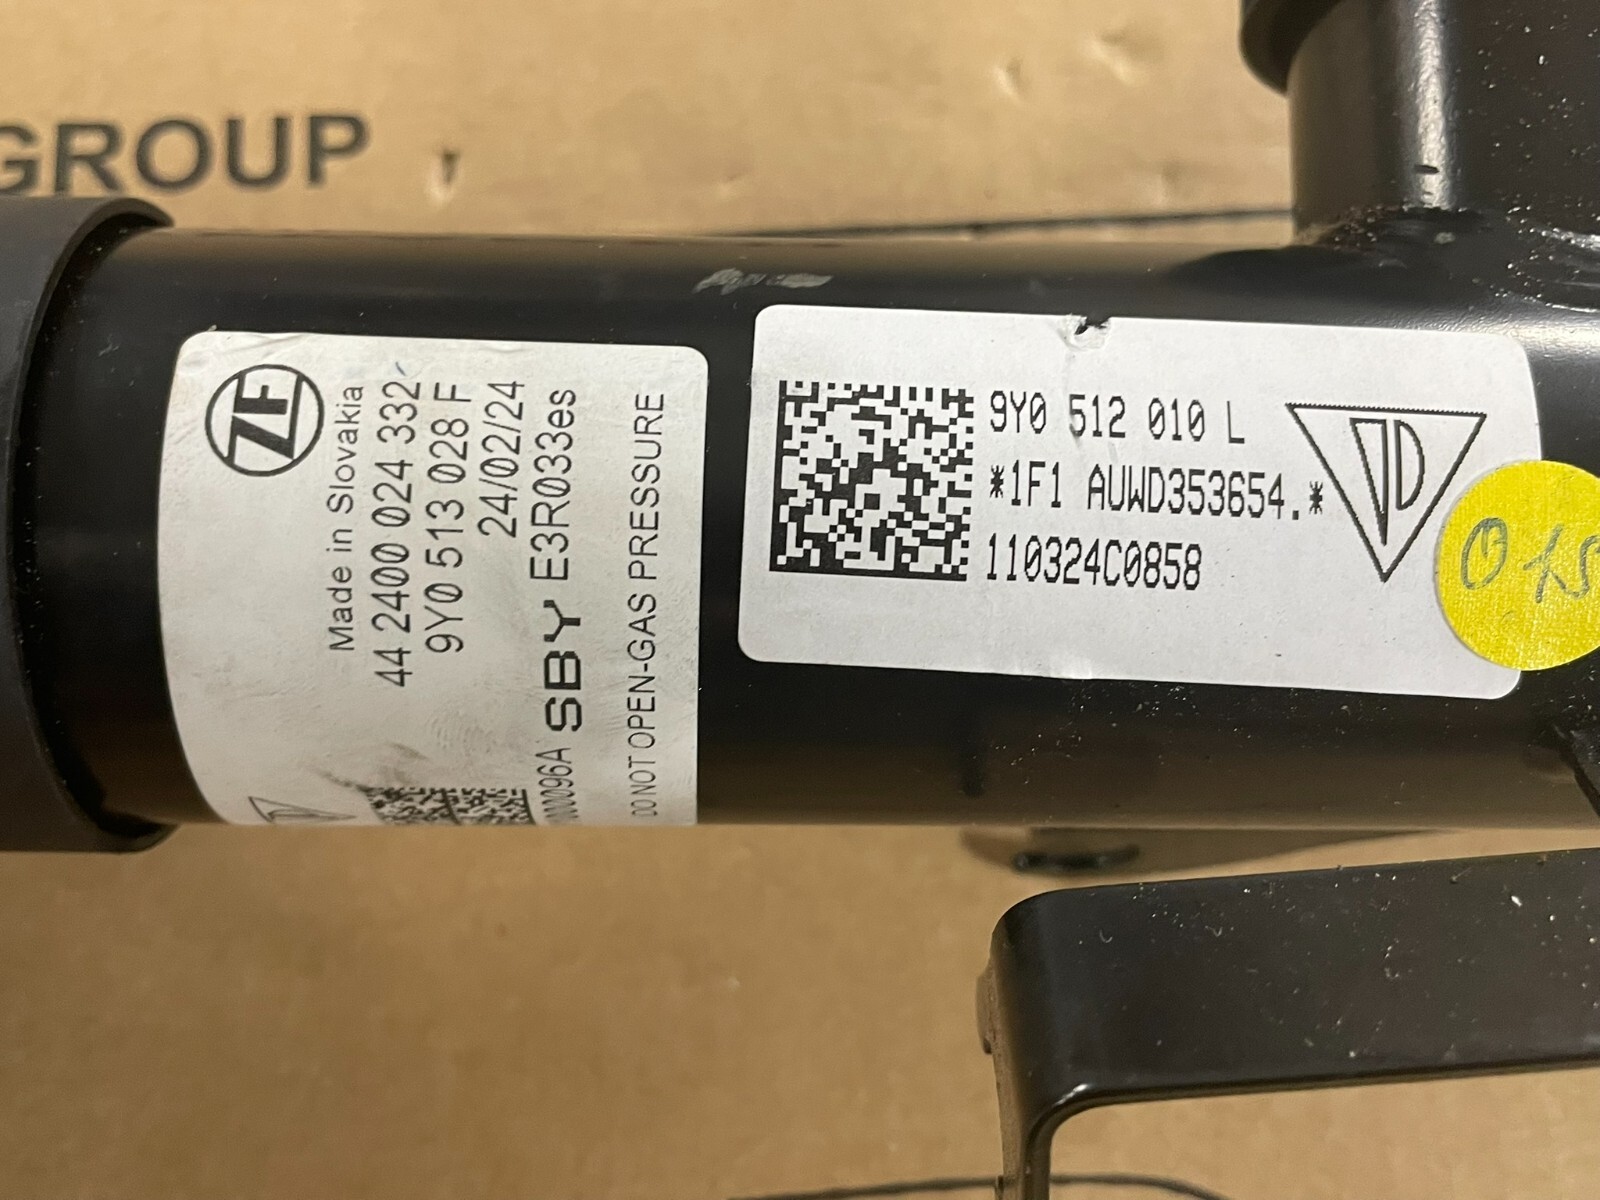 GROUP
ZF
Made in Slovakia
44 2400 024 332
9Y0 513 028 F
24/02/24
SBY E3R033es
DO NOT OPEN-GAS PRESSURE
9Y0 512 010 L
*1F1 AUWD353654.*
110324C0858